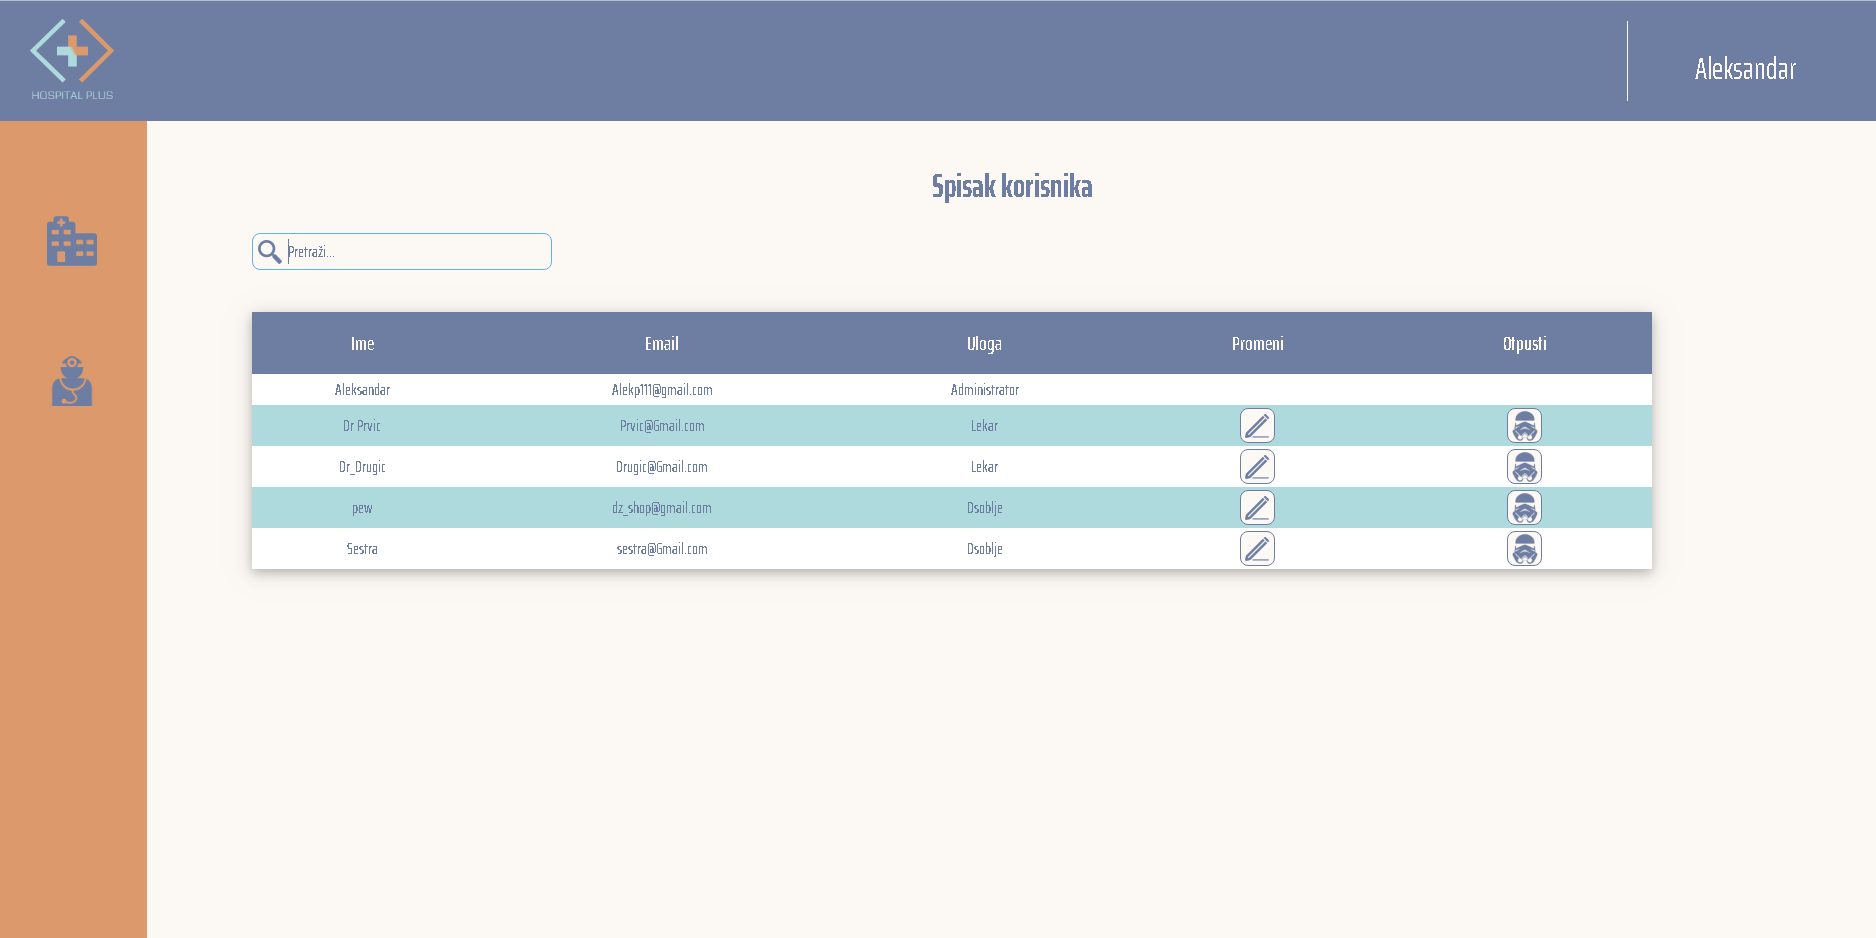 HOSPITAL PLUS
Aleksandar
Spisak korisnika
Pretraži...
Ime Email Uloga Promeni Otpusti
Aleksandar Alekp111@gmail.com Administrator
Dr Prvic Prvic@Gmail.com Lekar
Dr_Drugic Drugic@Gmail.com Lekar
pew dz_shop@gmail.com Osoblje
Sestra sestra@Gmail.com Osoblje